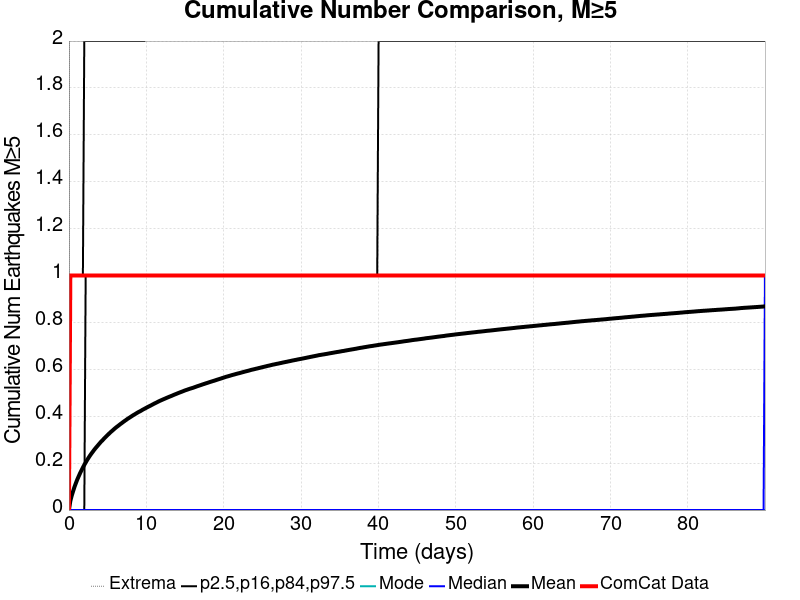 Cumulative Number Comparison, M≥5
Cumulative Num Earthquakes M≥5
2
1.8
1.6
1.4
1.2
1
0.8
0.6
0.4
0.2
0
0 10 20 30 40 50 60 70 80
Time (days)
Extrema p2.5,p16,p84,p97.5 Mode Median Mean ComCat Data